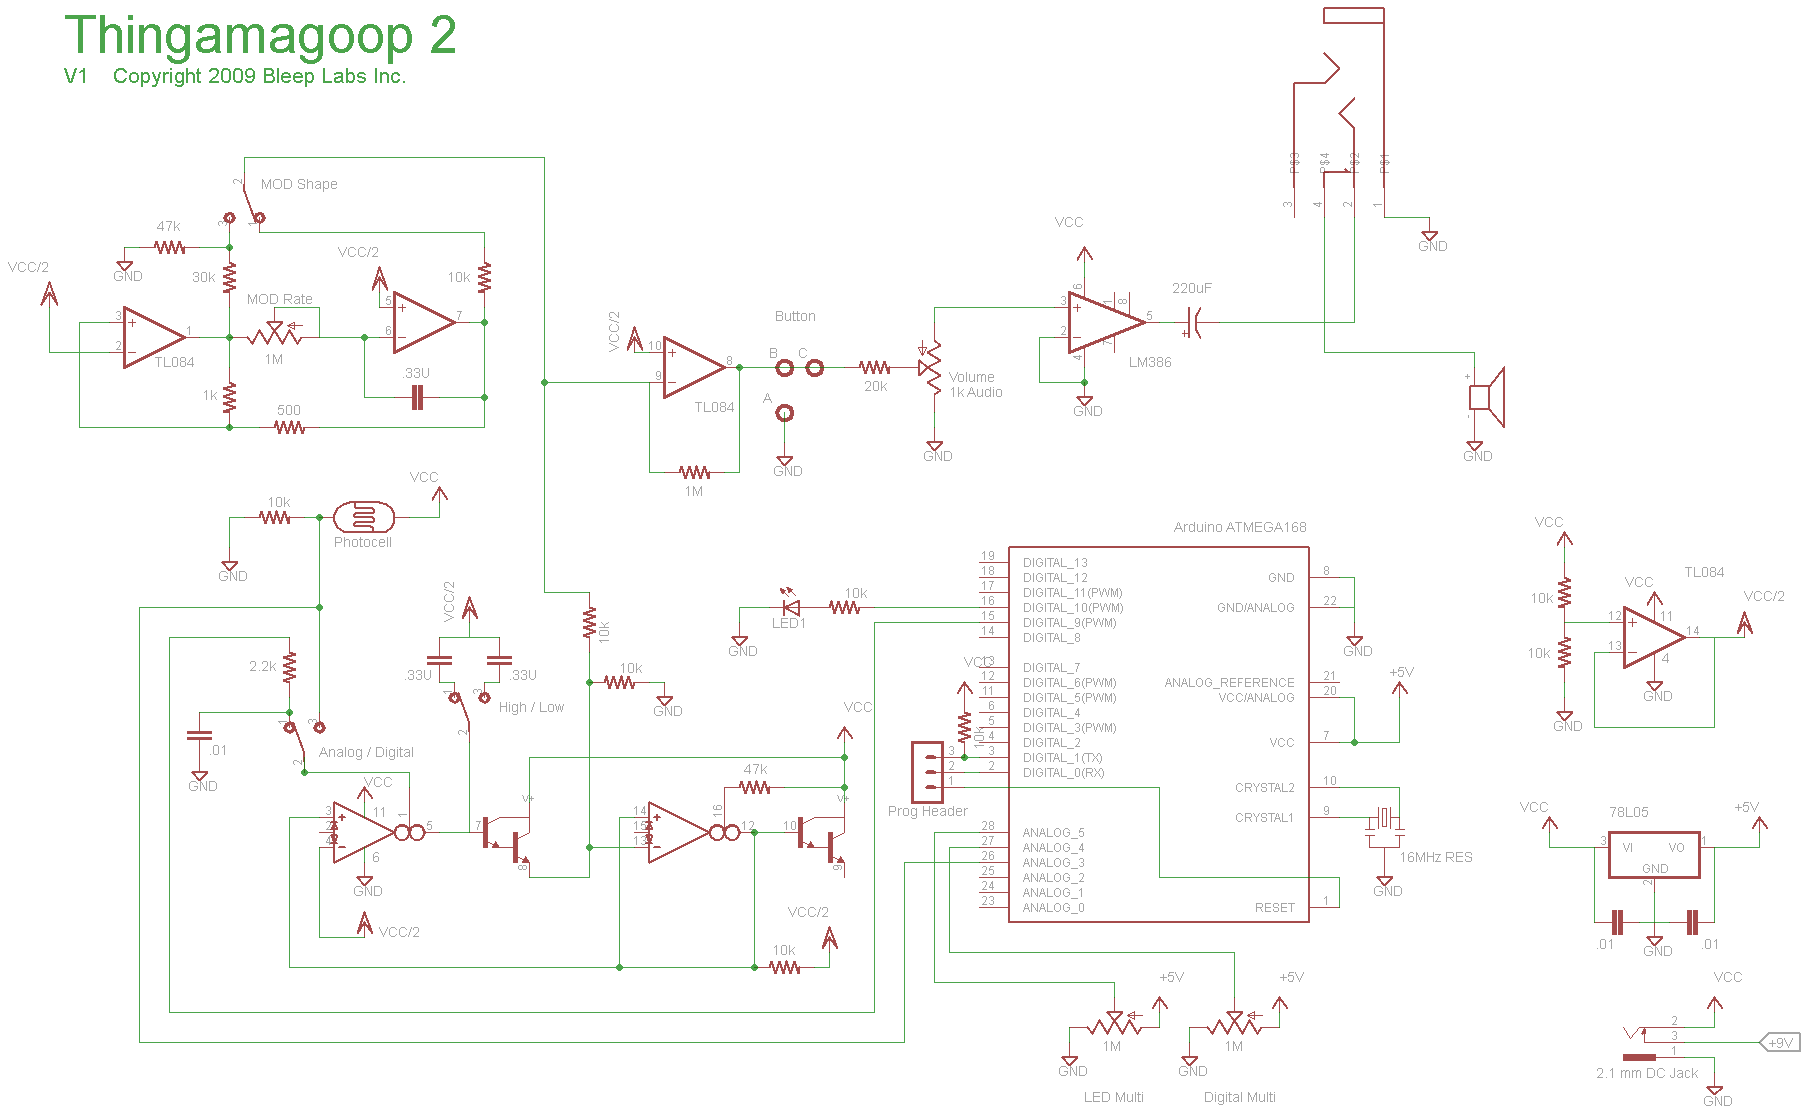 Thingamagoop 2
V1 Copyright 2009 Bleep Labs Inc.
P$3
P$4
P$2
P$1
3
4
2
1
GND
2
MOD Shape
3
1
47k
GND
VCC/2
30k
MOD Rate
VCC/2
10k
3
2
1
TL084
1M
5
6
7
.33U
1k
500
VCC/2
10
9
8
TL084
1M
Button
B
C
A
GND
20k
Volume
1k Audio
GND
VCC
3
2
6
1
8
5
4
7
LM386
GND
220uF
+
-
GND
10k
VCC
Photocell
GND
VCC/2
.33U
.33U
1
3
High / Low
2
10k
10k
GND
2.2k
.01
GND
1
3
Analog / Digital
2
VCC
3
2
4
11
1
5
6
GND
VCC/2
7
V+
8
14
15
13
16
12
47k
VCC
10
V+
9
VCC/2
10k
LED1
GND
10k
Arduino ATMEGA168
19 DIGITAL_13
18 DIGITAL_12
17 DIGITAL_11(PWM)
16 DIGITAL_10(PWM)
15 DIGITAL_9(PWM)
14 DIGITAL_8
13 DIGITAL_7
12 DIGITAL_6(PWM)
11 DIGITAL_5(PWM)
6 DIGITAL_4
5 DIGITAL_3(PWM)
4 DIGITAL_2
3 DIGITAL_1(TX)
2 DIGITAL_0(RX)
28 ANALOG_5
27 ANALOG_4
26 ANALOG_3
25 ANALOG_2
24 ANALOG_1
23 ANALOG_0
GND 8
GND/ANALOG 22
ANALOG_REFERENCE 21
VCC/ANALOG 20
VCC 7
CRYSTAL2 10
CRYSTAL1 9
RESET 1
VCC
10k
3
2
1
Prog Header
GND
+5V
16MHz RES
GND
+5V
1M
GND
LED Multi
+5V
1M
GND
Digital Multi
VCC
10k
10k
GND
VCC
TL084
12
13
11
14
4
GND
VCC/2
VCC
78L05
+5V
3
VI
VO
1
GND
2
.01
GND
.01
VCC
2
3
1
+9V
2.1 mm DC Jack
GND